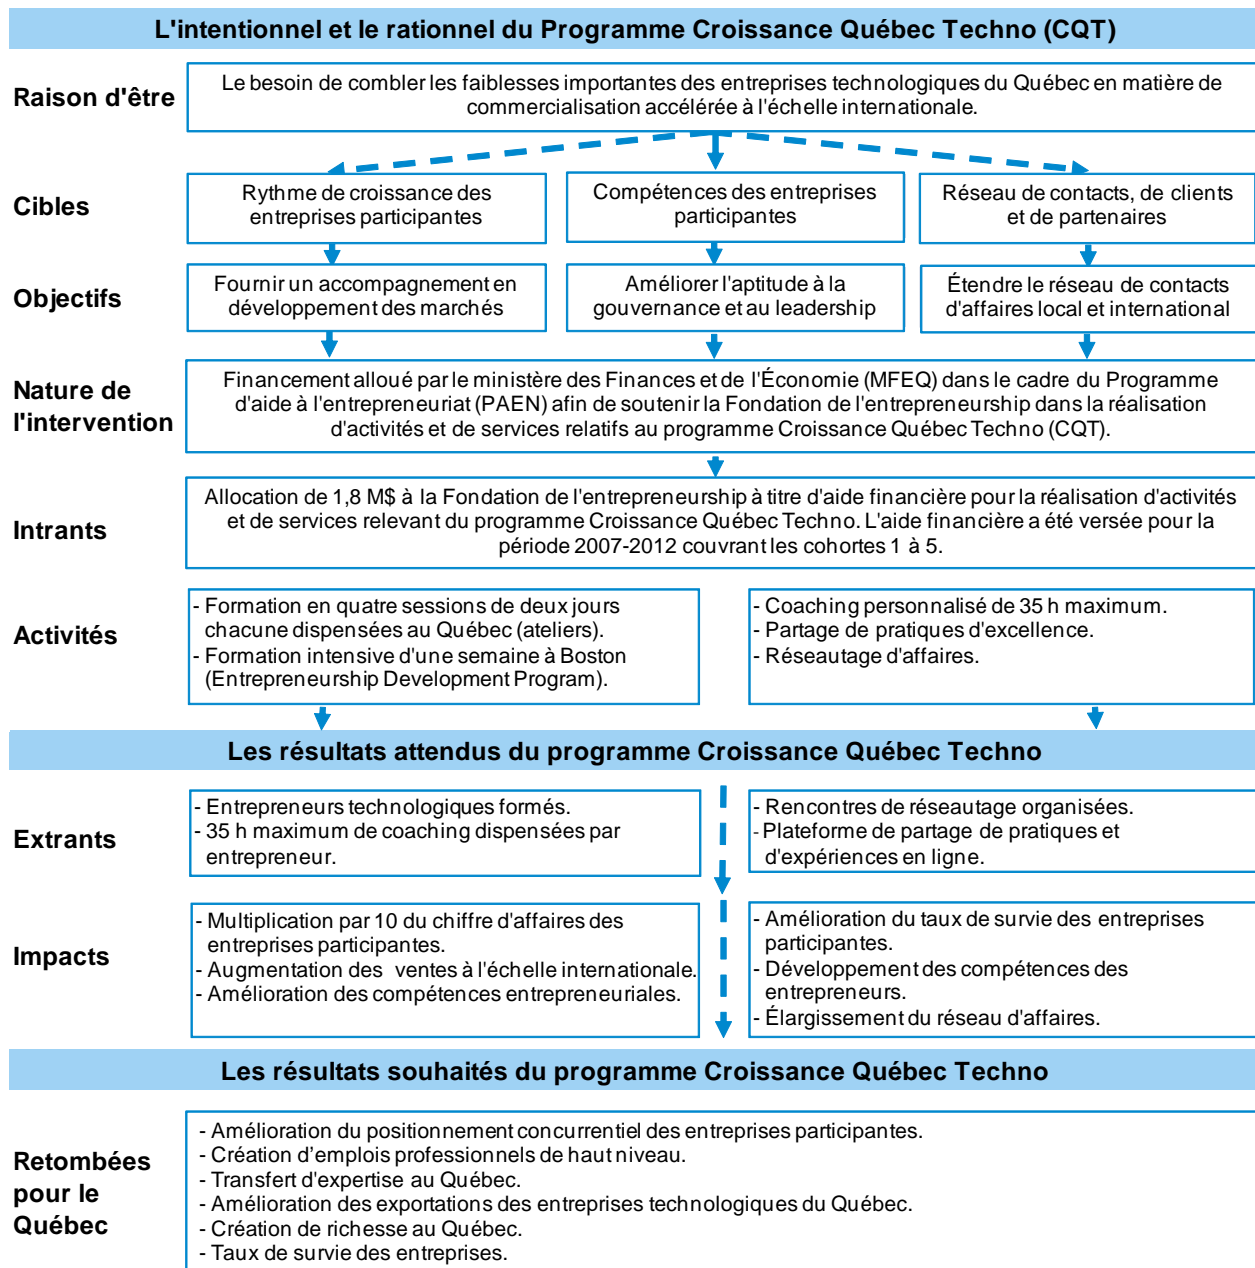 L'intentionnel et le rationnel du Programme Croissance Québec Techno (CQT)
Raison d'être
Le besoin de combler les faiblesses importantes des entreprises technologiques du Québec en matière de
commercialisation accélérée à l'échelle internationale.
Cibles
Rythme de croissance des
entreprises participantes
Compétences des entreprises
participantes
Réseau de contacts, de clients
et de partenaires
Objectifs
Fournir un accompagnement en
développement des marchés
Améliorer l'aptitude à la
gouvernance et au leadership
Étendre le réseau de contacts
d'affaires local et international
Nature de
l'intervention
Financement alloué par le ministère des Finances et de l'Économie (MFEQ) dans le cadre du Programme
d'aide à l'entrepreneuriat (PAEN) afin de soutenir la Fondation de l'entrepreneurship dans la réalisation
d'activités et de services relatifs au programme Croissance Québec Techno (CQT).
Intrants
Allocation de 1,8 M$ à la Fondation de l'entrepreneurship à titre d'aide financière pour la réalisation d'activités
et de services relevant du programme Croissance Québec Techno. L'aide financière a été versée pour la
période 2007-2012 couvrant les cohortes 1 à 5.
Activités
- Formation en quatre sessions de deux jours
chacune dispensées au Québec (ateliers).
- Formation intensive d'une semaine à Boston
(Entrepreneurship Development Program).
- Coaching personnalisé de 35 h maximum.
- Partage de pratiques d'excellence.
- Réseautage d'affaires.
Les résultats attendus du programme Croissance Québec Techno
Extrants
- Entrepreneurs technologiques formés.
- 35 h maximum de coaching dispensées par
entrepreneur.
- Rencontres de réseautage organisées.
- Plateforme de partage de pratiques et
d'expériences en ligne.
Impacts
- Multiplication par 10 du chiffre d'affaires des
entreprises participantes.
- Augmentation des ventes à l'échelle internationale.
- Amélioration des compétences entrepreneuriales.
- Amélioration du taux de survie des entreprises
participantes.
- Développement des compétences des
entrepreneurs.
- Élargissement du réseau d'affaires.
Les résultats souhaités du programme Croissance Québec Techno
Retombées
pour le
Québec
- Amélioration du positionnement concurrentiel des entreprises participantes.
- Création d’emplois professionnels de haut niveau.
- Transfert d'expertise au Québec.
- Amélioration des exportations des entreprises technologiques du Québec.
- Création de richesse au Québec.
- Taux de survie des entreprises.